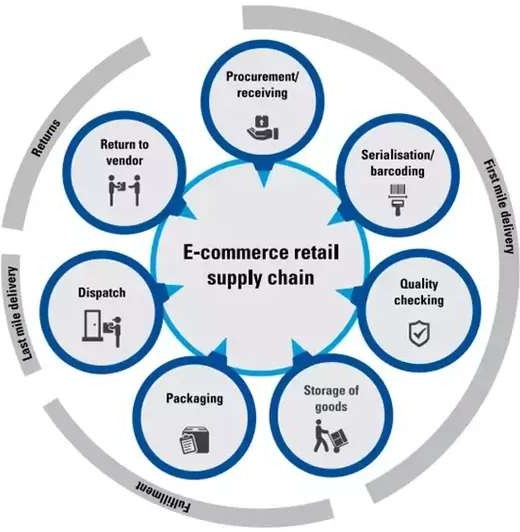 Procurement/
receiving
Serialisation/
barcoding
Quality
checking
Storage of
goods
Packaging
Dispatch
Return to
vendor
E-commerce retail
supply chain
First mile delivery
Fulfillment
Last mile delivery
Returns